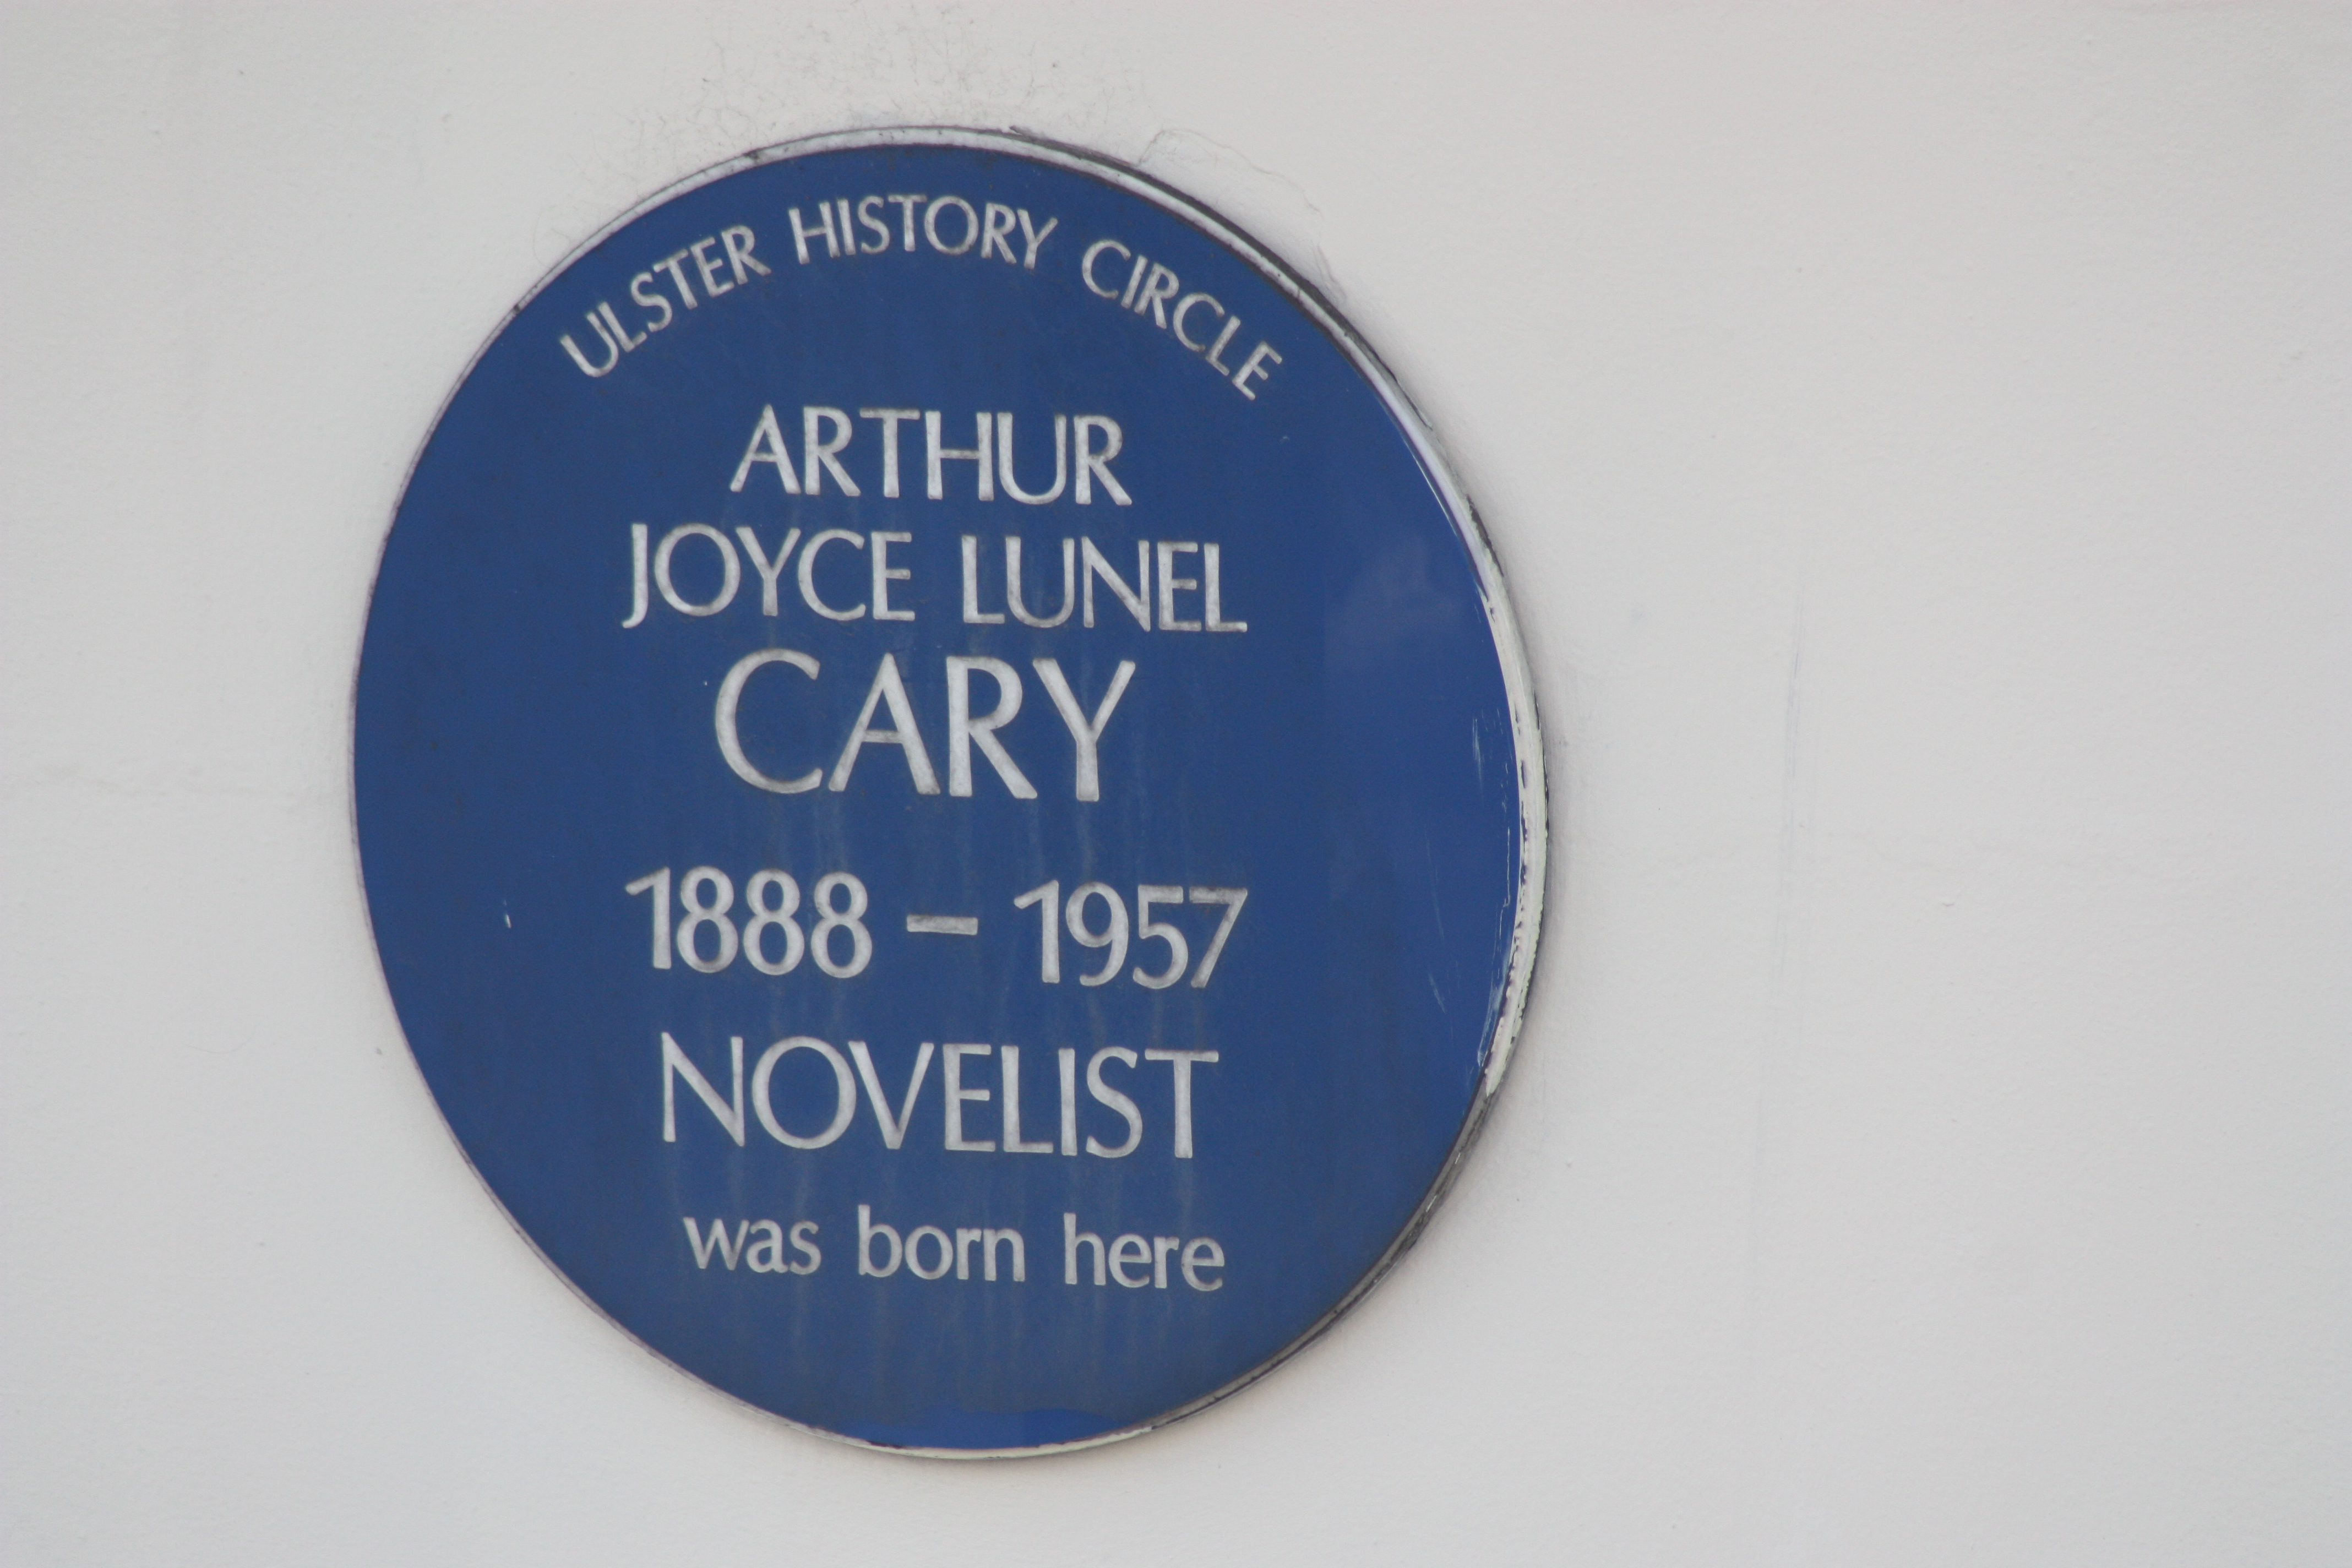 ULSTER HISTORY CIRCLE
ARTHUR
JOYCE LUNEL
CARY
1888 – 1957
NOVELIST
was born here